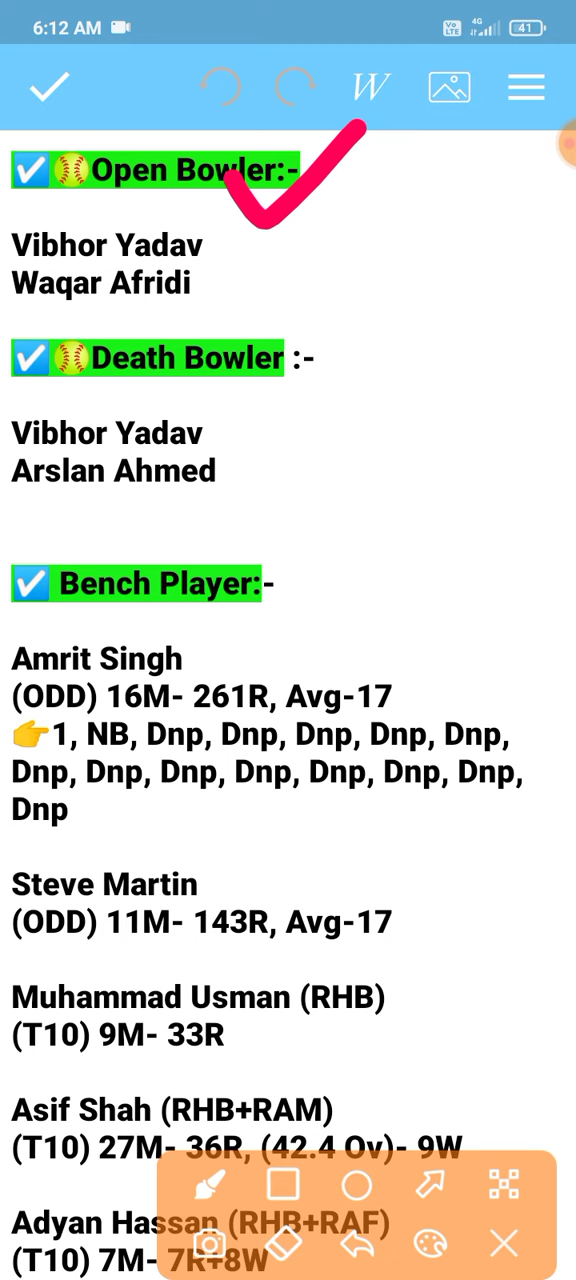 6:12 AM
Vo LTE 4G 41
W
Open Bowler:-
Vibhor Yadav
Waqar Afridi
Death Bowler :-
Vibhor Yadav
Arslan Ahmed
Bench Player:-
Amrit Singh
(ODD) 16M- 261R, Avg-17
1, NB, Dnp, Dnp, Dnp, Dnp, Dnp,
Dnp, Dnp, Dnp, Dnp, Dnp, Dnp, Dnp,
Dnp
Steve Martin
(ODD) 11M- 143R, Avg-17
Muhammad Usman (RHB)
(T10) 9M- 33R
Asif Shah (RHB+RAM)
(T10) 27M- 36R, (42.4 Ov)- 9W
Adyan Hassan (RHB+RAF)
(T10) 7M- 7R+8W